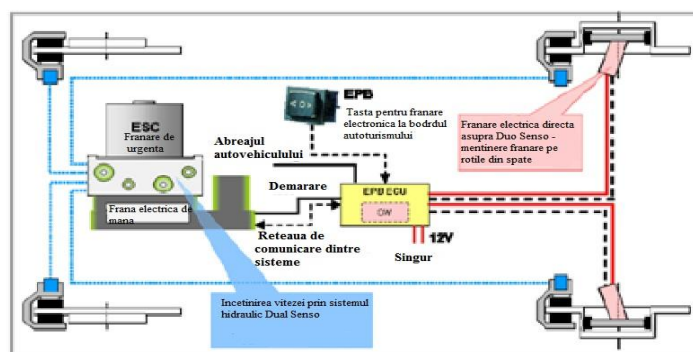 ESC
Franare de
urgenta
Frana electrica de
mana
EPB
Tasta pentru franare
electronica la bodrdul
autoturismului
Abreajul
autovehiculului
Demarare
EPB ECU
Reteaua de
comunicare dintre
sisteme
12V
Singur
Franare electrica directa
asupra Duo Senso -
mentinere franare pe
rotile din spate
Incetinirea vitezei prin sistemul
hidraulic Dual Senso